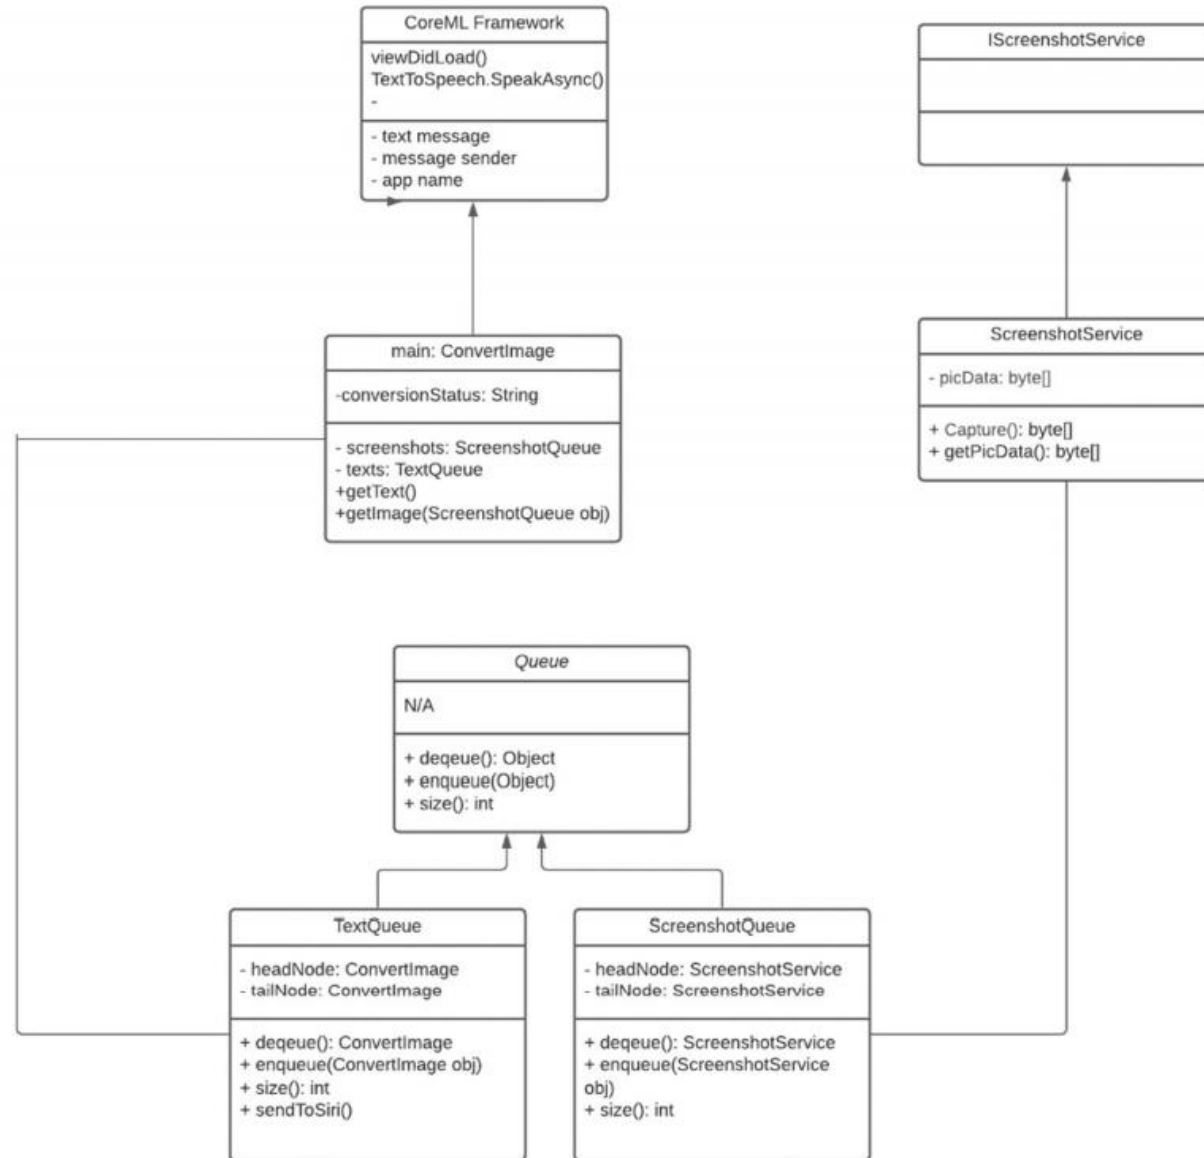 CoreML Framework
viewDidLoad()
TextToSpeech.SpeakAsync()
-
- text message
- message sender
- app name
IScreenshotService
main: ConvertImage
-conversionStatus: String
- screenshots: ScreenshotQueue
- texts: TextQueue
+getText()
+getImage(ScreenshotQueue obj)
ScreenshotService
- picData: byte[]
+ Capture(): byte[]
+ getPicData(): byte[]
Queue
N/A
+ deqeue(): Object
+ enqueue(Object)
+ size(): int
TextQueue
- headNode: ConvertImage
- tailNode: ConvertImage
+ deqeue(): ConvertImage
+ enqueue(ConvertImage obj)
+ size(): int
+ sendToSiri()
ScreenshotQueue
- headNode: ScreenshotService
- tailNode: ScreenshotService
+ deqeue(): ScreenshotService
+ enqueue(ScreenshotService
obj)
+ size(): int